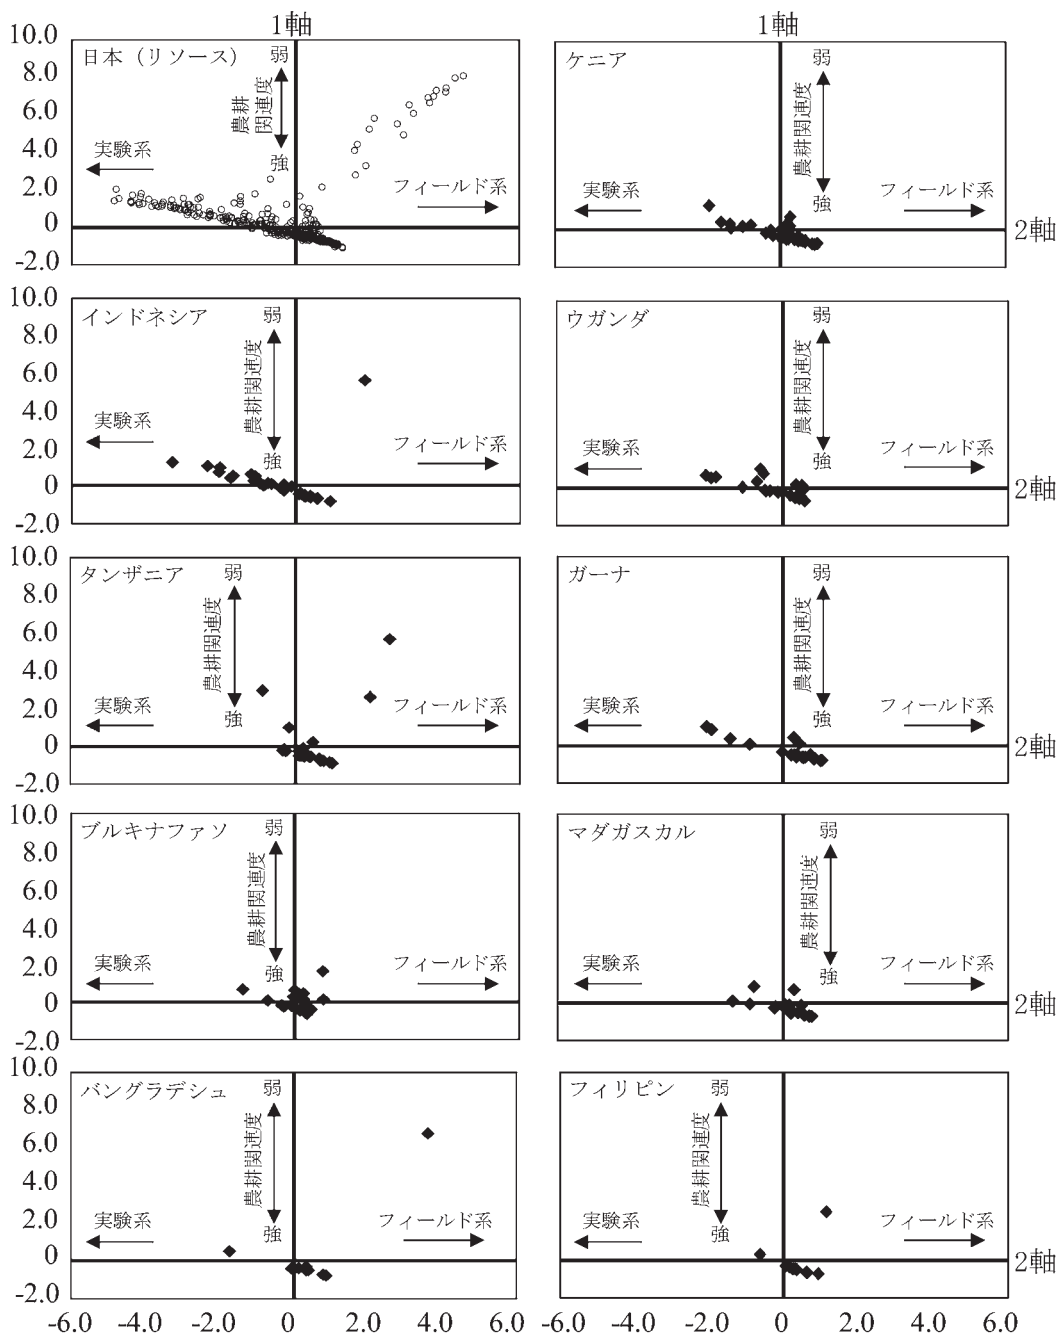 1軸
1軸
10.0
8.0
6.0
4.0
2.0
0
-2.0
日本（リソース）
弱
農耕
関連度
強
実験系
フィールド系
ケニア
弱
農耕関連度
強
実験系
フィールド系
2軸
10.0
8.0
6.0
4.0
2.0
0
-2.0
インドネシア
弱
農耕関連度
強
実験系
フィールド系
ウガンダ
弱
農耕関連度
強
実験系
フィールド系
2軸
10.0
8.0
6.0
4.0
2.0
0
-2.0
タンザニア
弱
農耕関連度
強
実験系
フィールド系
ガーナ
弱
農耕関連度
強
実験系
フィールド系
2軸
10.0
8.0
6.0
4.0
2.0
0
-2.0
ブルキナファソ
弱
農耕関連度
強
実験系
フィールド系
マダガスカル
弱
農耕関連度
強
実験系
フィールド系
2軸
10.0
8.0
6.0
4.0
2.0
0
-2.0
バングラデシュ
弱
農耕関連度
強
実験系
フィールド系
フィリピン
弱
農耕関連度
強
実験系
フィールド系
2軸
-6.0 -4.0 -2.0 0 2.0 4.0 6.0
-6.0 -4.0 -2.0 0 2.0 4.0 6.0